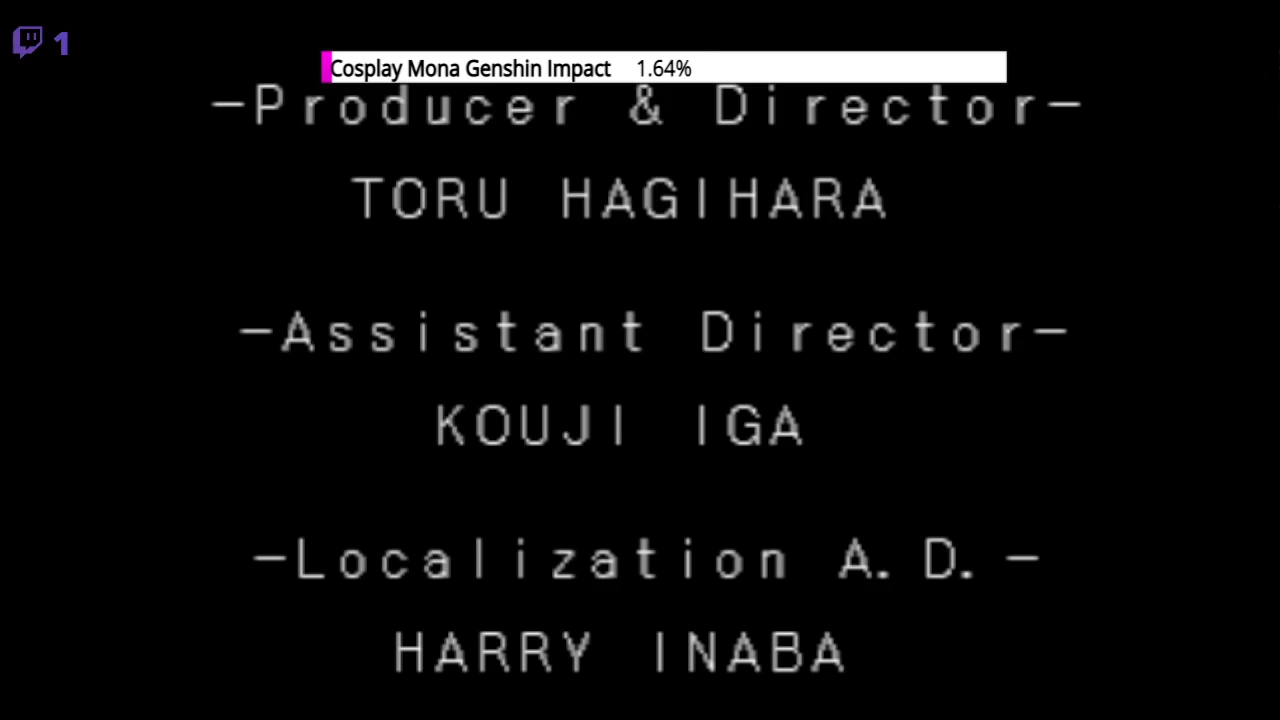 1
Cosplay Mona Genshin Impact 1.64%
-Producer & Director-
TORU HAGIHARA
-Assistant Director-
KOUJI IGA
-Localization A.D.-
HARRY INABA